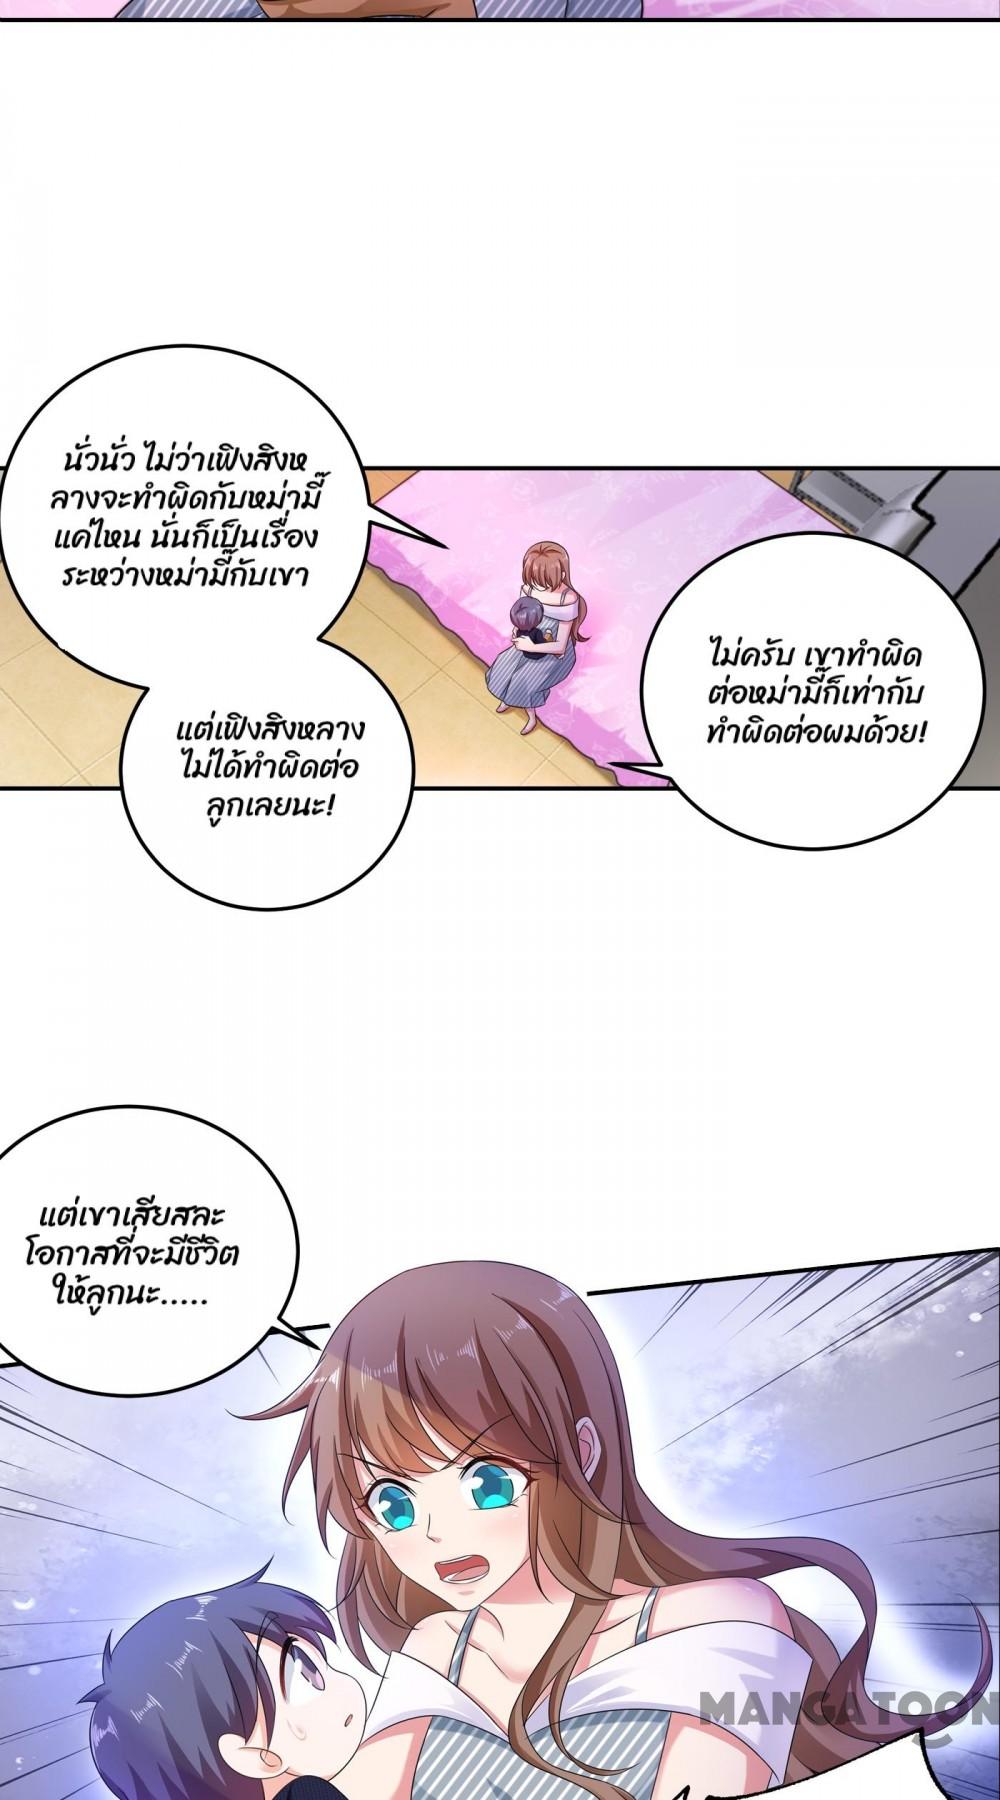 นั่วนั่ว ไม่ว่าเฟิงสิงห
ลางจะทำผิดกับหม่ามี๊
แค่ไหน นั่นก็เป็นเรื่อง
ระหว่างหม่ามี๊กับเขา
แต่เฟิงสิงหลาง
ไม่ได้ทำผิดต่อ
ลูกเลยนะ!
ไม่ครับ เขาทำผิด
ต่อหม่ามี๊ก็เท่ากับ
ทำผิดต่อผมด้วย!
แต่เขาเสียสละ
โอกาสที่จะมีชีวิต
ให้ลูกนะ.....
MANGATOON